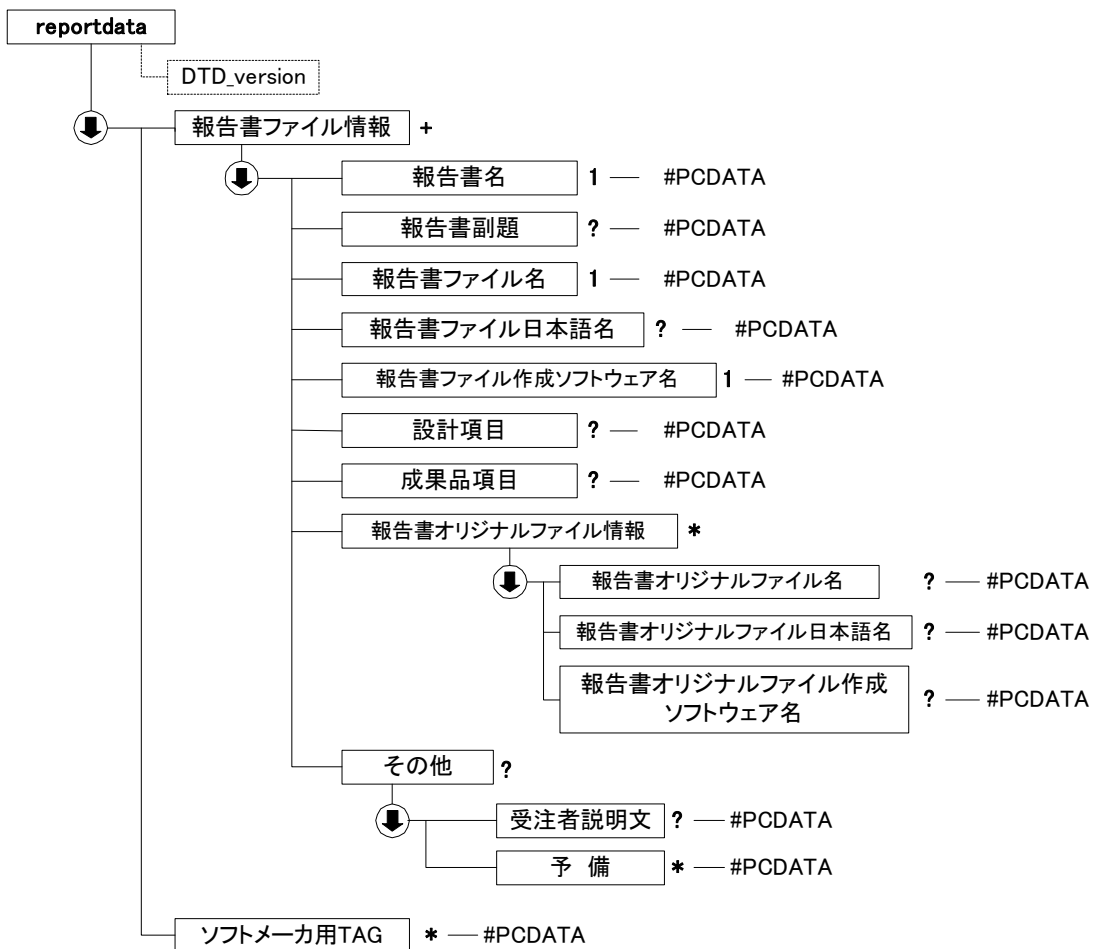 reportdata
DTD_version
報告書ファイル情報 +
報告書名 1 #PCDATA
報告書副題 ? #PCDATA
報告書ファイル名 1 #PCDATA
報告書ファイル日本語名 ? #PCDATA
報告書ファイル作成ソフトウェア名 1 #PCDATA
設計項目 ? #PCDATA
成果品項目 ? #PCDATA
報告書オリジナルファイル情報 *
報告書オリジナルファイル名 ? #PCDATA
報告書オリジナルファイル日本語名 ? #PCDATA
報告書オリジナルファイル作成
ソフトウェア名 ? #PCDATA
その他 ?
受注者説明文 ? #PCDATA
予 備 * #PCDATA
ソフトメーカ用TAG * #PCDATA